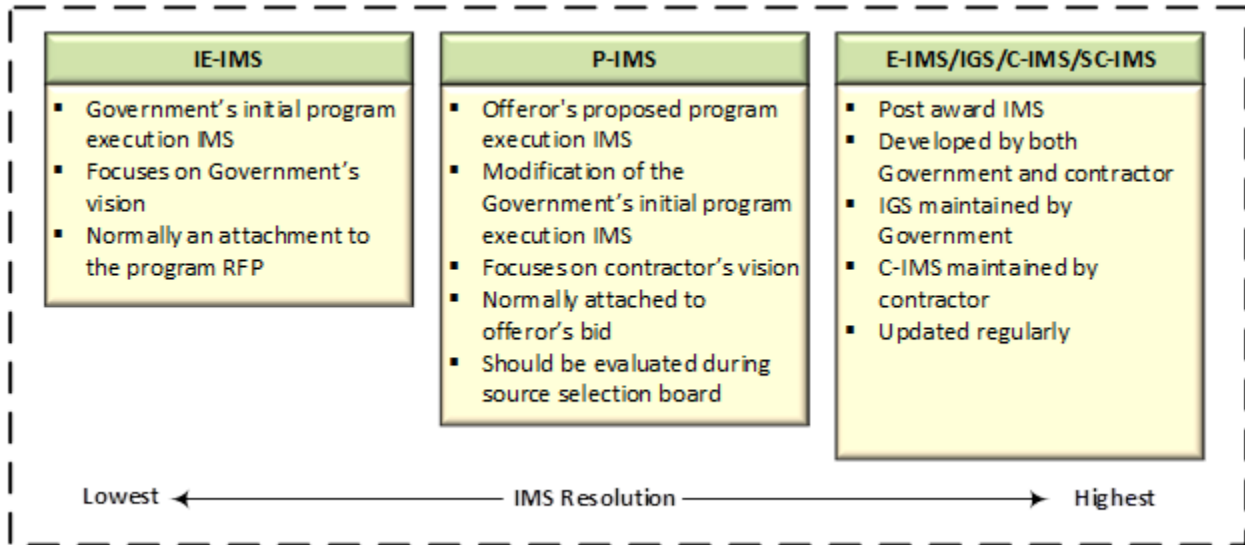 IE-IMS
▪ Government's initial program
execution IMS
▪ Focuses on Government's
vision
▪ Normally an attachment to
the program RFP
P-IMS
▪ Offeror's proposed program
execution IMS
▪ Modification of the
Government's initial program
execution IMS
▪ Focuses on contractor's vision
▪ Normally attached to
offeror's bid
▪ Should be evaluated during
source selection board
E-IMS/IGS/C-IMS/SC-IMS
▪ Post award IMS
▪ Developed by both
Government and contractor
▪ IGS maintained by
Government
▪ C-IMS maintained by
contractor
▪ Updated regularly
Lowest IMS Resolution Highest